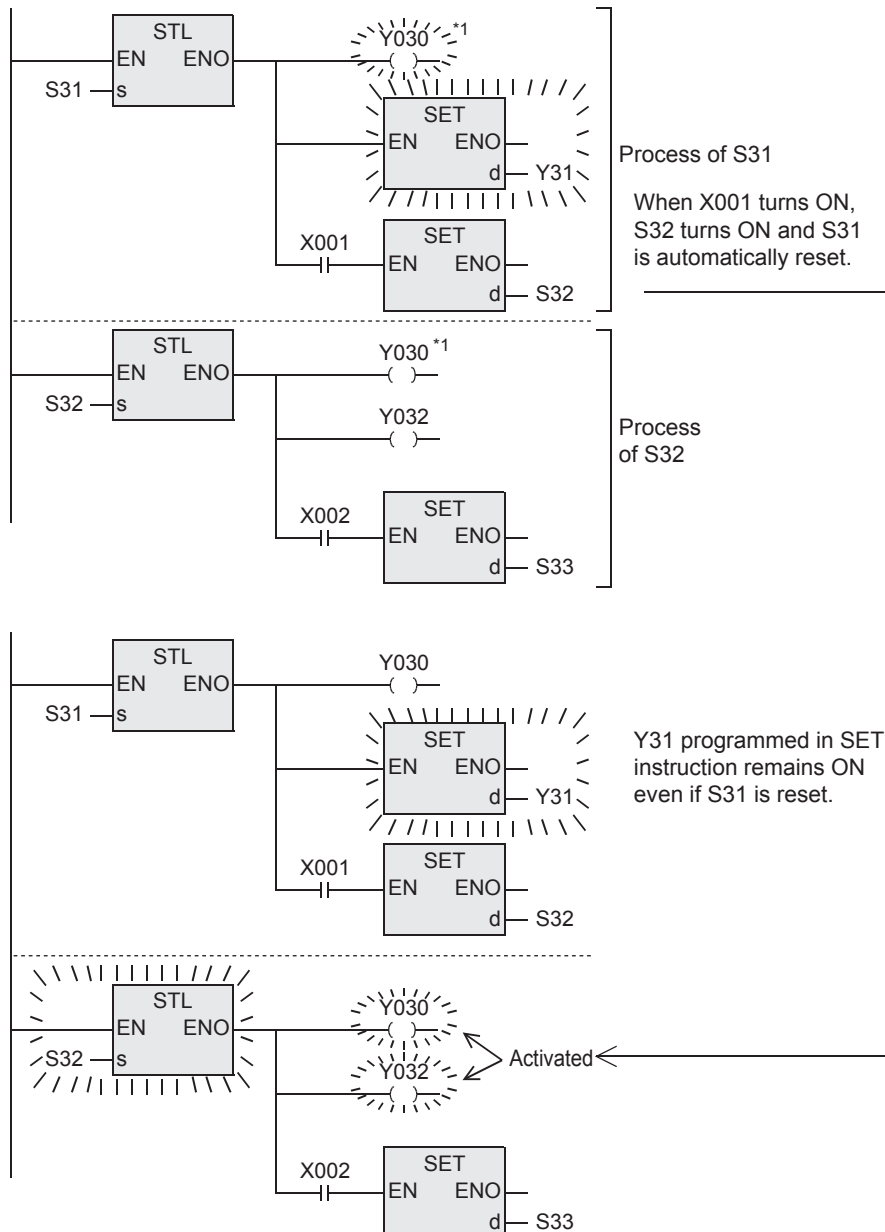 STL
EN ENO
S31 s
Y030 *1
SET
EN ENO
d Y31
X001
SET
EN ENO
d S32
Process of S31
When X001 turns ON,
S32 turns ON and S31
is automatically reset.
STL
EN ENO
S32 s
Y030 *1
Y032
X002
SET
EN ENO
d S33
Process
of S32
STL
EN ENO
S31 s
Y030
SET
EN ENO
d Y31
X001
SET
EN ENO
d S32
Y31 programmed in SET
instruction remains ON
even if S31 is reset.
STL
EN ENO
S32 s
Y030
Y032
Activated
X002
SET
EN ENO
d S33